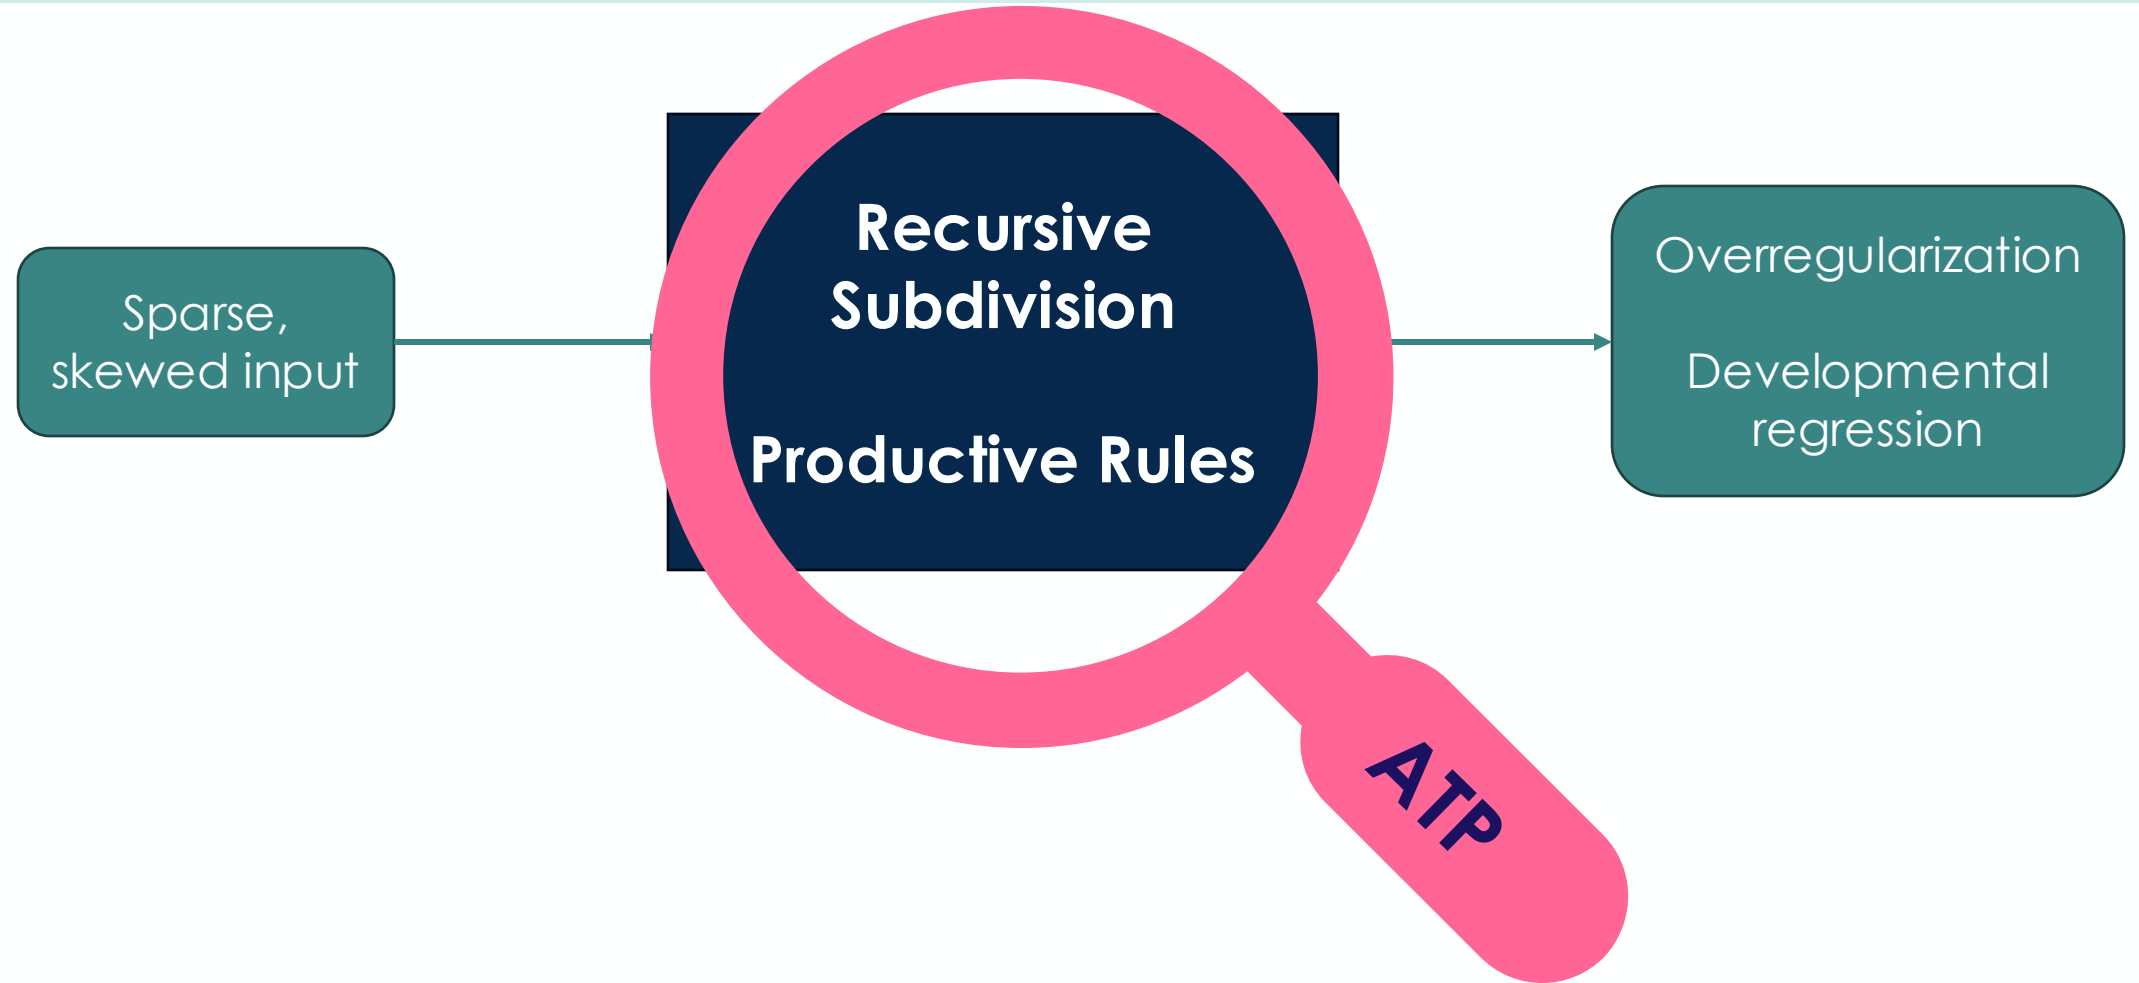 Sparse,
skewed input
Recursive
Subdivision
Productive Rules
Overregularization
Developmental
regression
ATP